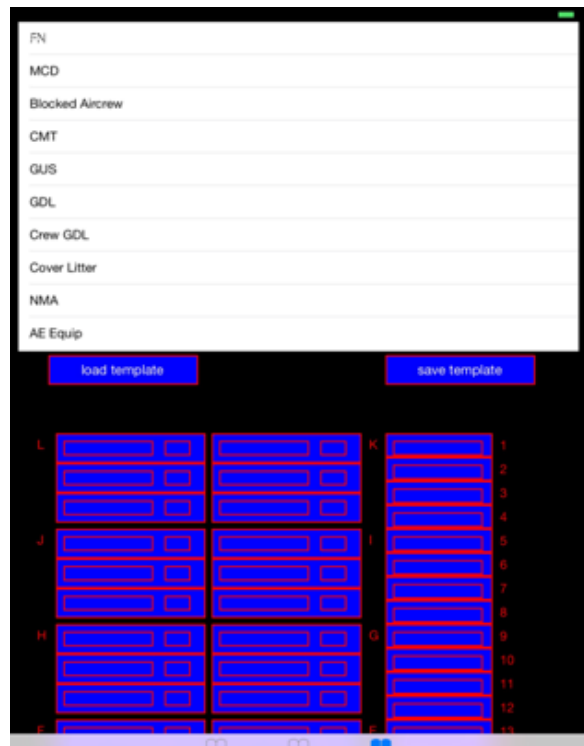 FN
MCD
Blocked Aircrew
CMT
GUS
GDL
Crew GDL
Cover Litter
NMA
AE Equip
load template save template
L K 1
2
3
4
J I 5
6
7
8
H G 9
10
11
12
F E 13